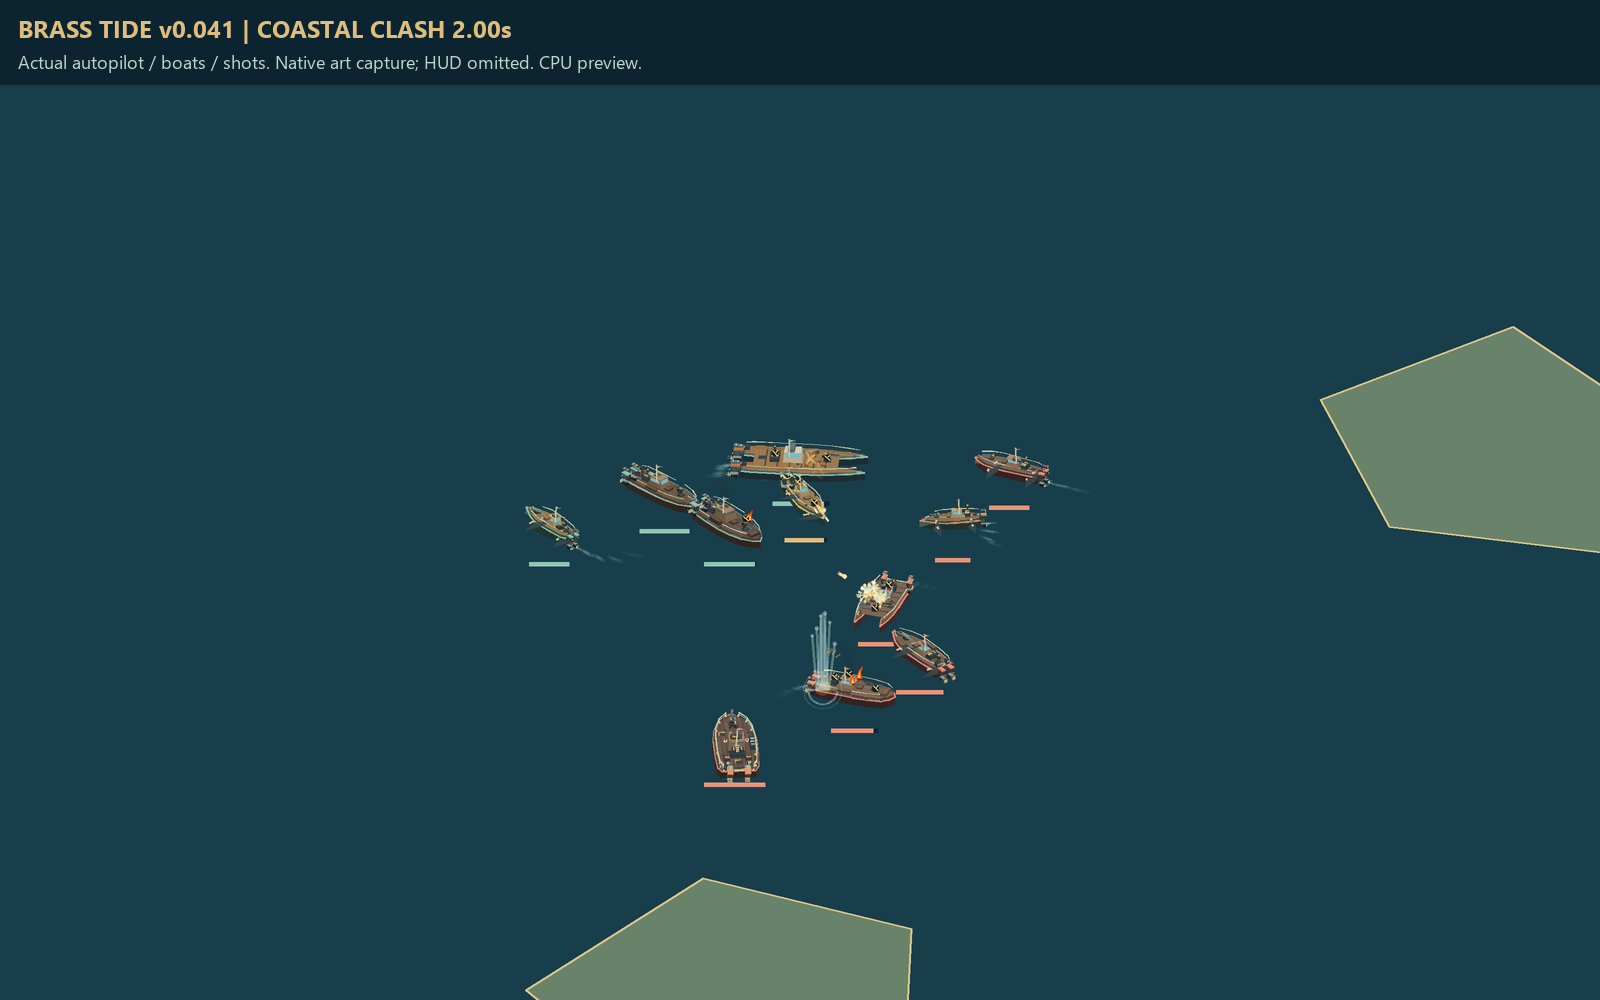 BRASS TIDE v0.041 | COASTAL CLASH 2.00s
Actual autopilot / boats / shots. Native art capture; HUD omitted. CPU preview.